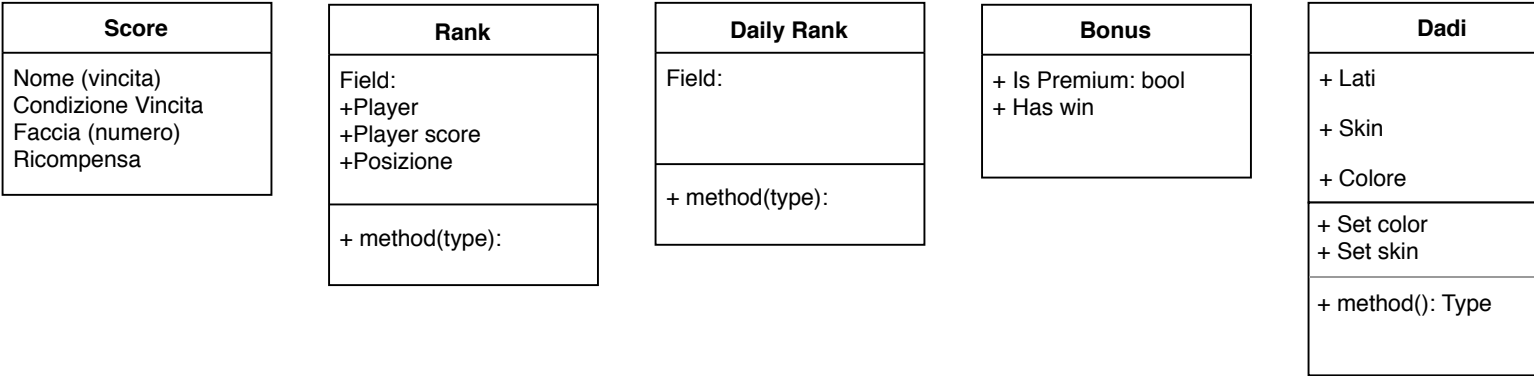 Score
Nome (vincita)
Condizione Vincita
Faccia (numero)
Ricompensa
Rank
Field:
+Player
+Player score
+Posizione
+ method(type):
Daily Rank
Field:
+ method(type):
Bonus
+ Is Premium: bool
+ Has win
Dadi
+ Lati
+ Skin
+ Colore
+ Set color
+ Set skin
+ method(): Type